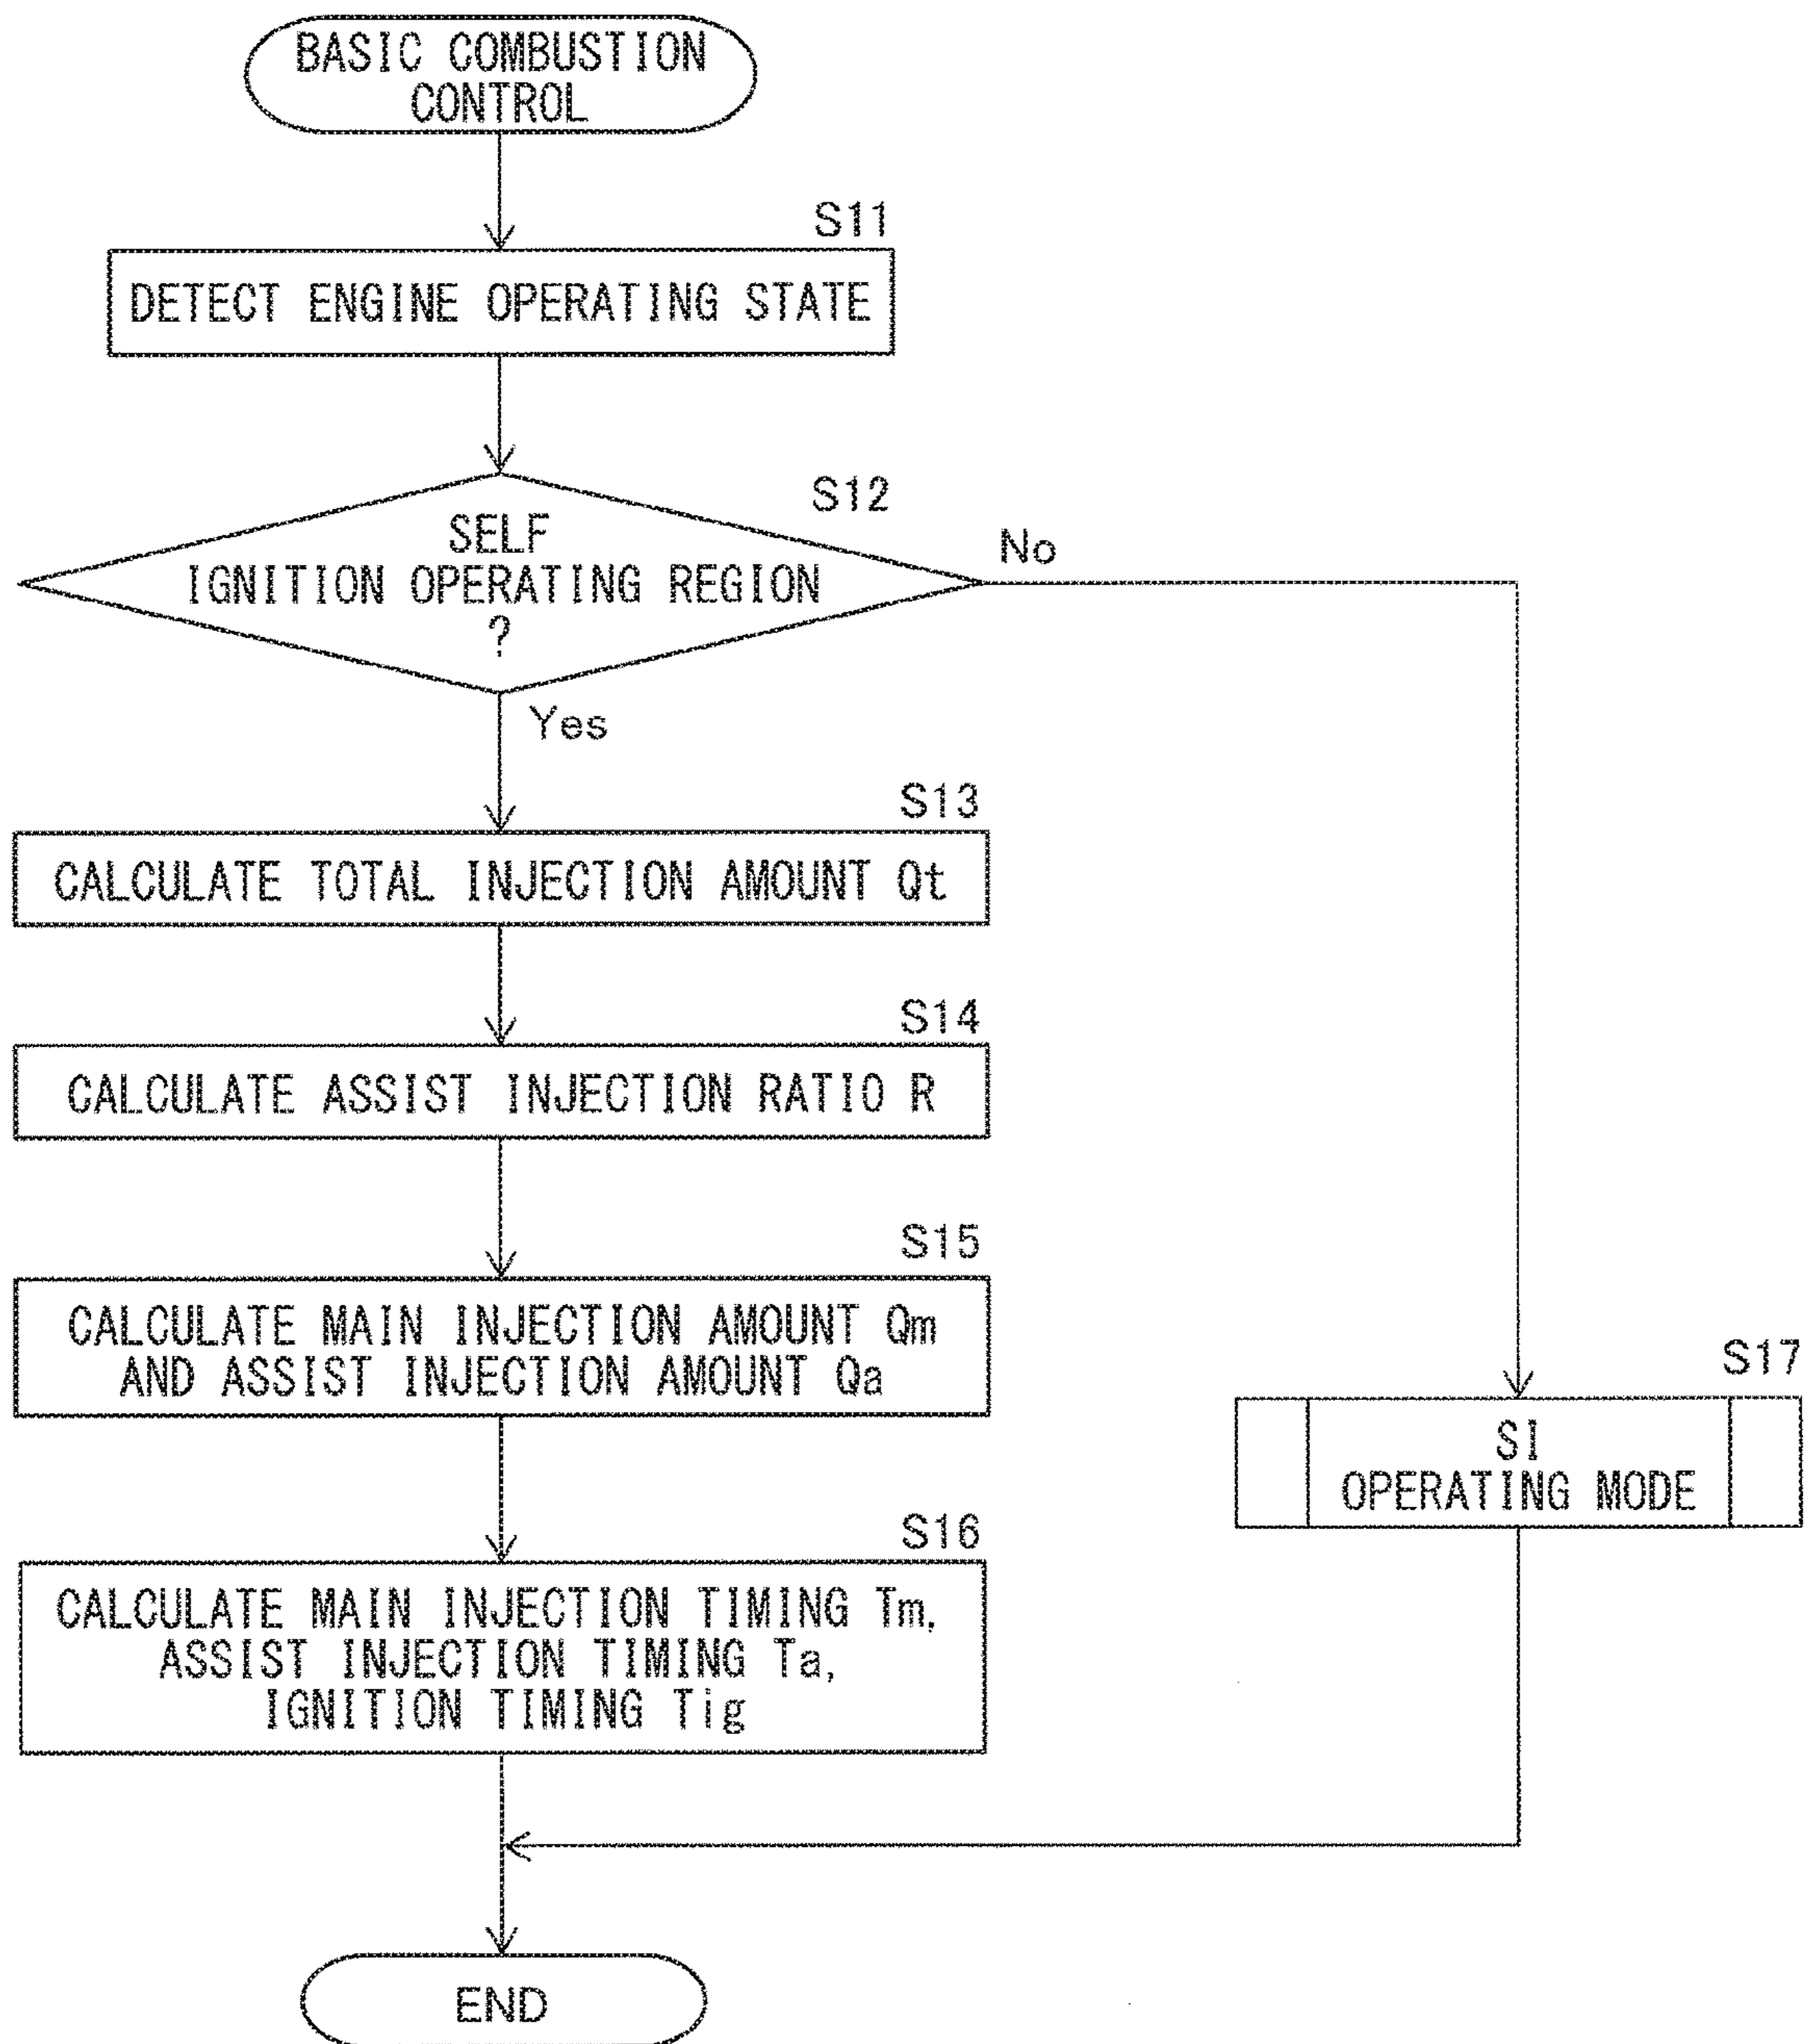 BASIC COMBUSTION
CONTROL
S11
DETECT ENGINE OPERATING STATE
S12
SELF
IGNITION OPERATING REGION
?
No
Yes
S13
CALCULATE TOTAL INJECTION AMOUNT Qt
S14
CALCULATE ASSIST INJECTION RATIO R
S15
CALCULATE MAIN INJECTION AMOUNT Qm
AND ASSIST INJECTION AMOUNT Qa
S17
SI
OPERATING MODE
S16
CALCULATE MAIN INJECTION TIMING Tm,
ASSIST INJECTION TIMING Ta,
IGNITION TIMING Tig
END